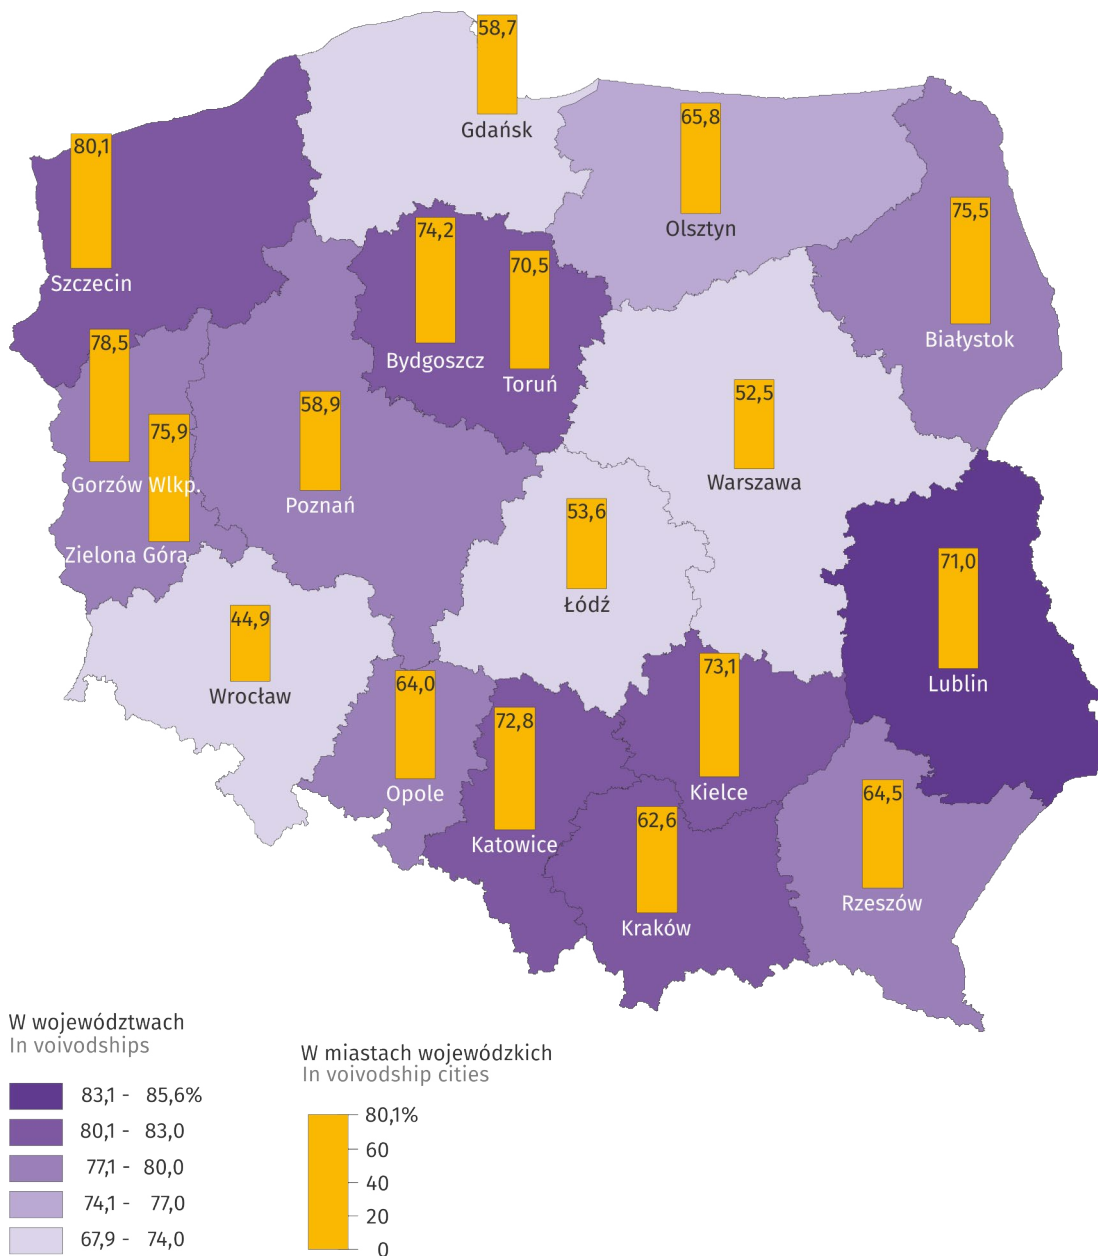 58,7
Gdańsk
65,8
Olsztyn
80,1
Szczecin
74,2
Bydgoszcz
70,5
Toruń
75,5
Białystok
78,5
Gorzów Wlkp.
75,9
Zielona Góra
58,9
Poznań
52,5
Warszawa
53,6
Łódź
71,0
Lublin
44,9
Wrocław
64,0
Opole
72,8
Katowice
73,1
Kielce
62,6
Kraków
64,5
Rzeszów
W województwach
In voivodships
83,1 - 85,6%
80,1 - 83,0
77,1 - 80,0
74,1 - 77,0
67,9 - 74,0
W miastach wojewódzkich
In voivodship cities
80,1%
60
40
20
0